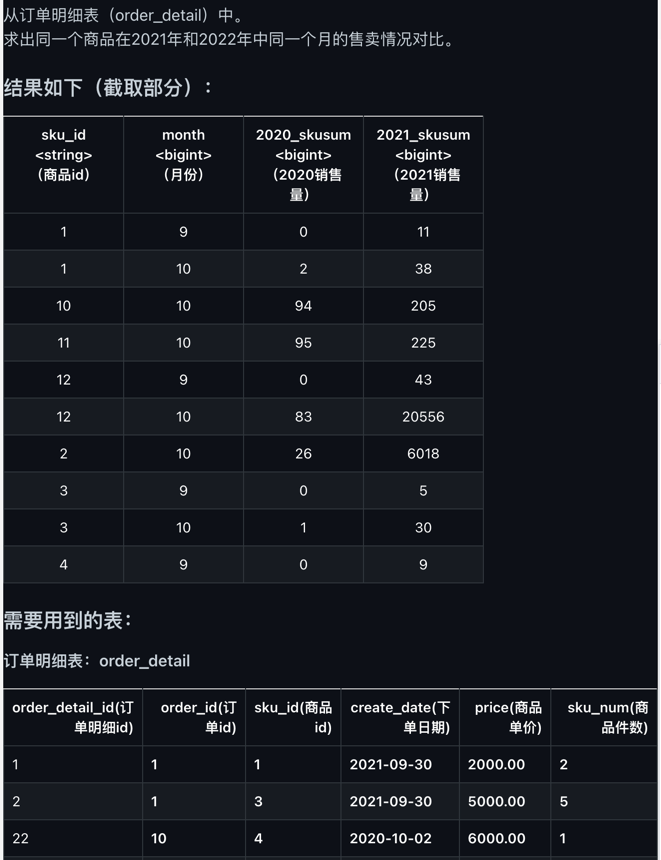 从订单明细表（order_detail）中。
求出同一个商品在2021年和2022年中同一个月的售卖情况对比。
结果如下（截取部分）：
sku_id month 2020_skusum 2021_skusum
<string> <bigint> <bigint> <bigint>
（商品id） （月份） （2020销售 （2021销售
量） 量）
1 9 0 11
1 10 2 38
10 10 94 205
11 10 95 225
12 9 0 43
12 10 83 20556
2 10 26 6018
3 9 0 5
3 10 1 30
4 9 0 9
需要用到的表：
订单明细表：order_detail
order_detail_id(订 order_id(订 sku_id(商品 create_date(下 price(商品 sku_num(商
单明细id) 单id) id) 单日期) 单价) 品件数)
1 1 1 2021-09-30 2000.00 2
2 1 3 2021-09-30 5000.00 5
22 10 4 2020-10-02 6000.00 1